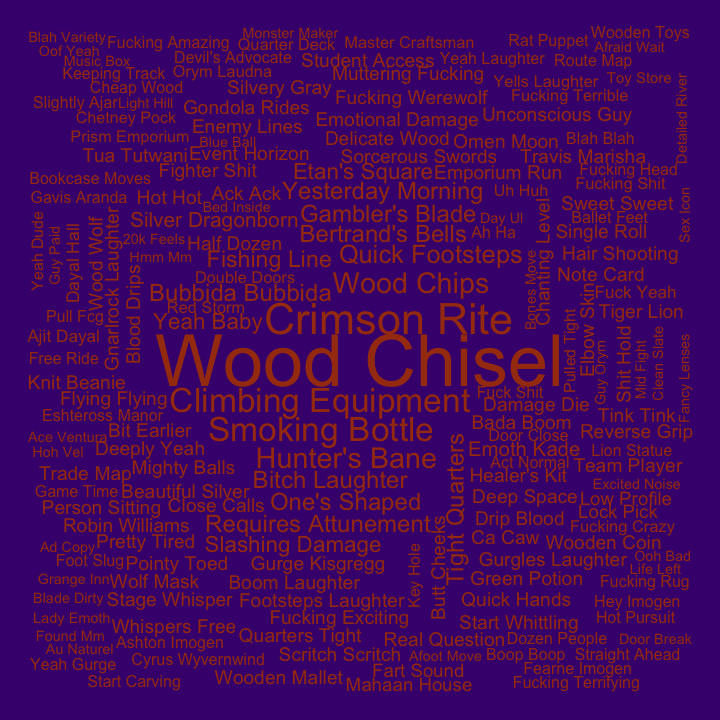 Blah Variety
Monster Maker
Wooden Toys
Oof Yeah
Fucking Amazing
Quarter Deck
Master Craftsman
Rat Puppet
Afraid Wait
Music Box
Devil's Advocate
Student Access
Yeah Laughter
Route Map
Keeping Track
Orym Laudna
Muttering Fucking
Yells Laughter
Toy Store
Cheap Wood
Silvery Gray
Fucking Werewolf
Fucking Terrible
Slightly Ajar
Light Hill
Gondola Rides
Emotional Damage
Unconscious Guy
Detailed River
Chetney Pock
Enemy Lines
Prism Emporium
Blue Ball
Delicate Wood
Omen Moon
Blah Blah
Tua Tutwani
Event Horizon
Sorcerous Swords
Travis Marisha
Fighter Shit
Etan's Square
Emporium Run
Fucking Head
Bookcase Moves
Fucking Shit
Gavis Aranda
Hot Hot
Ack Ack
Yesterday Morning
Uh Huh
Sweet Sweet
Sex Icon
Bed Inside
Silver Dragonborn
Gambler's Blade
Day Ul
Ballet Feet
Yeah Dude
Guy Paid
Dayal Hall
Wood Wolf
Gnarlrock Laughter
20k Feels
Half Dozen
Bertrand's Bells
Ah Ha
Chanting Level
Single Roll
Hmm Mm
Fishing Line
Quick Footsteps
Hair Shooting
Blood Drips
Double Doors
Wood Chips
Bones Move
Note Card
Bubbida Bubbida
Elbow Skin
Fuck Yeah
Pull Fcg
Red Storm
Yeah Baby
Crimson Rite
Tiger Lion
Ajit Dayal
Pulled Tight
Guy Orym
Shit Hold
Mid Fight
Clean Slate
Fancy Lenses
Free Ride
Wood Chisel
Knit Beanie
Flying Flying
Climbing Equipment
Fuck Shit
Damage Die
Eshteross Manor
Tink Tink
Ace Ventura
Bit Earlier
Smoking Bottle
Bada Boom
Door Close
Reverse Grip
Hoh Vel
Deeply Yeah
Emoth Kade
Lion Statue
Trade Map
Mighty Balls
Hunter's Bane
Tight Quarters
Act Normal
Team Player
Bitch Laughter
Healer's Kit
Excited Noise
Game Time
Beautiful Silver
One's Shaped
Deep Space
Low Profile
Person Sitting
Close Calls
Lock Pick
Robin Williams
Requires Attunement
Drip Blood
Fucking Crazy
Ad Copy
Pretty Tired
Slashing Damage
Butt Cheeks
Ca Caw
Wooden Coin
Foot Slug
Pointy Toed
Gurge Kisgregg
Key Hole
Gurgles Laughter
Ooh Bad
Life Left
Grange Inn
Wolf Mask
Boom Laughter
Green Potion
Fucking Rug
Blade Dirty
Stage Whisper
Footsteps Laughter
Quick Hands
Hey Imogen
Lady Emoth
Fucking Exciting
Start Whittling
Hot Pursuit
Whispers Free
Found Mm
Ashton Imogen
Quarters Tight
Real Question
Dozen People
Door Break
Au Naturel
Yeah Gurge
Cyrus Wyvernwind
Scritch Scritch
Afoot Move
Boop Boop
Straight Ahead
Fart Sound
Fearne Imogen
Start Carving
Wooden Mallet
Mahaan House
Fucking Terrifying